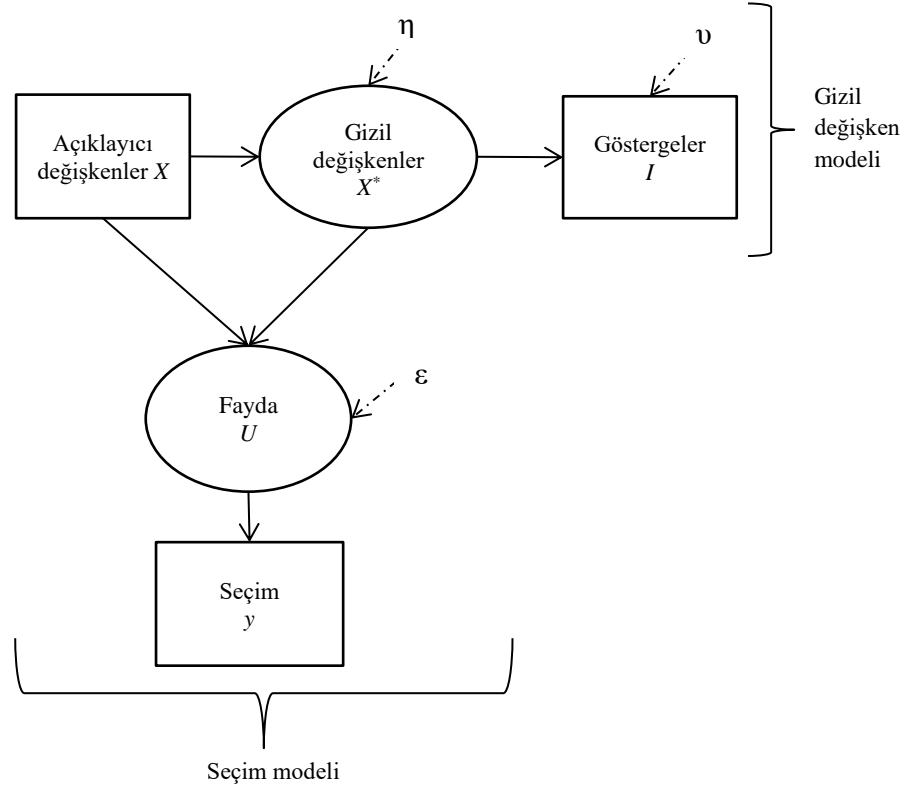 η
υ
Açıklayıcı
değişkenler X
Gizil
değişkenler
X*
Göstergeler
I
Gizil
değişken
modeli
Fayda
U
ε
Seçim
y
Seçim modeli